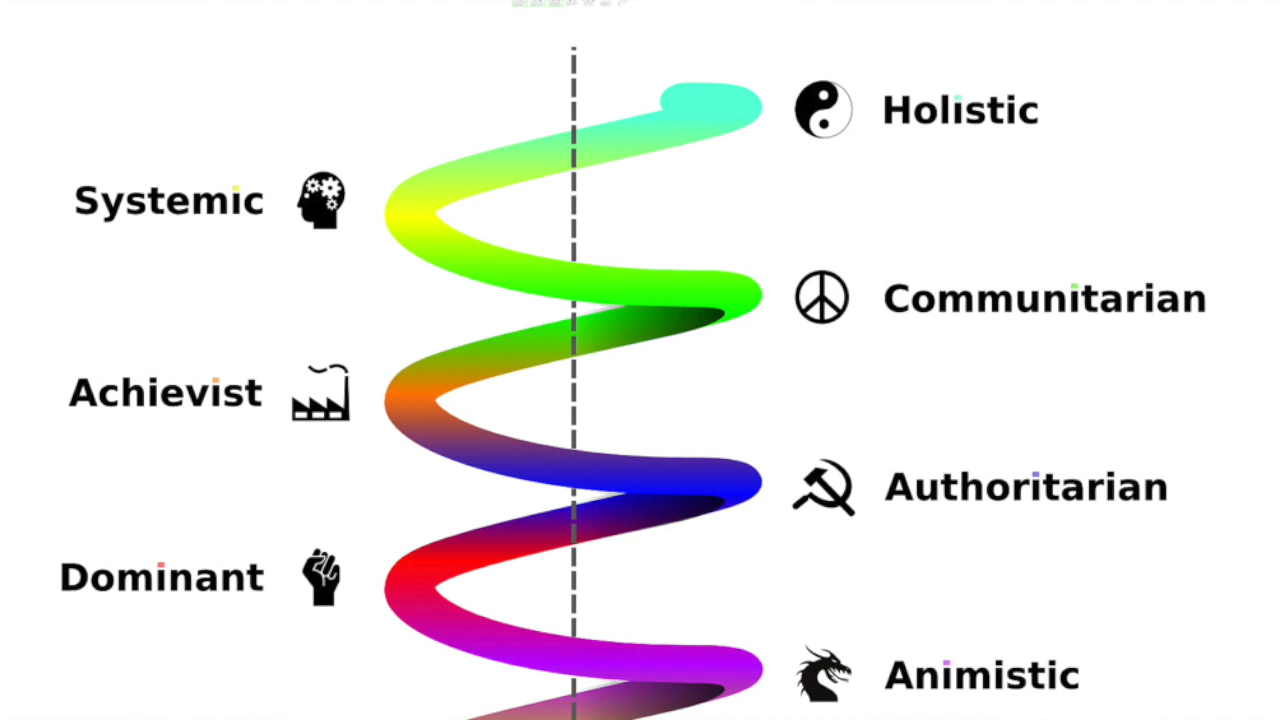 Holistic
Systemic
Communitarian
Achievist
Authoritarian
Dominant
Animistic